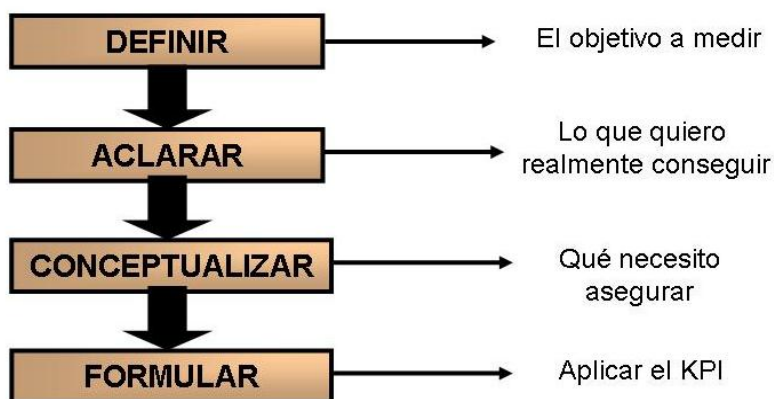 DEFINIR
El objetivo a medir
ACLARAR
Lo que quiero
realmente conseguir
CONCEPTUALIZAR
Qué necesito
asegurar
FORMULAR
Aplicar el KPI